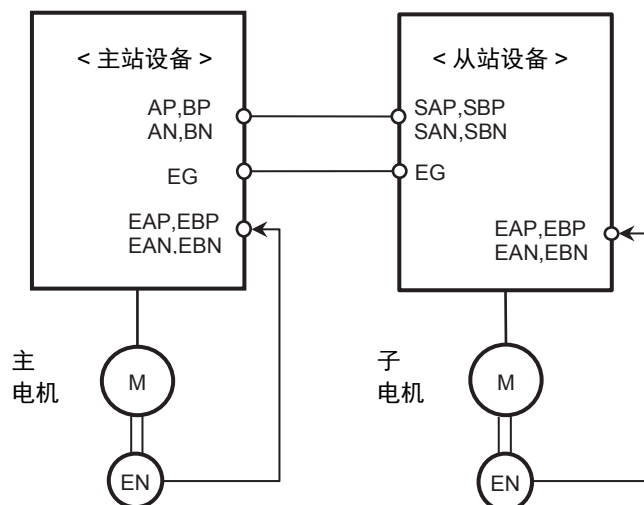 < 主站设备 >
AP,BP
AN,BN
EG
EAP,EBP
EAN,EBN
主
电机
M
EN
< 从站设备 >
SAP,SBP
SAN,SBN
EG
EAP,EBP
EAN,EBN
子
电机
M
EN